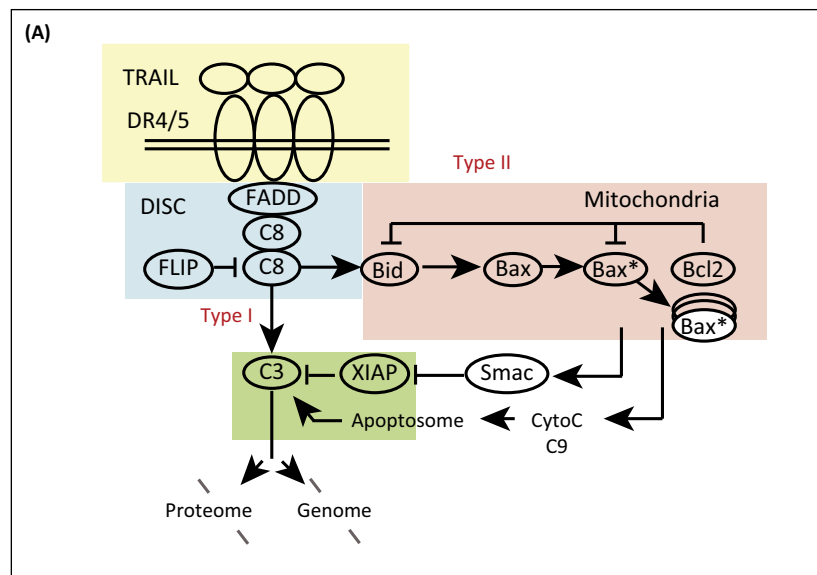 (A)
TRAIL
DR4/5
Type II
DISC
FADD
Mitochondria
C8
FLIP
C8
Bid
Bax
Bax*
Bcl2
Type I
Bax*
C3
XIAP
Smac
Apoptosome
CytoC
C9
Proteome
Genome